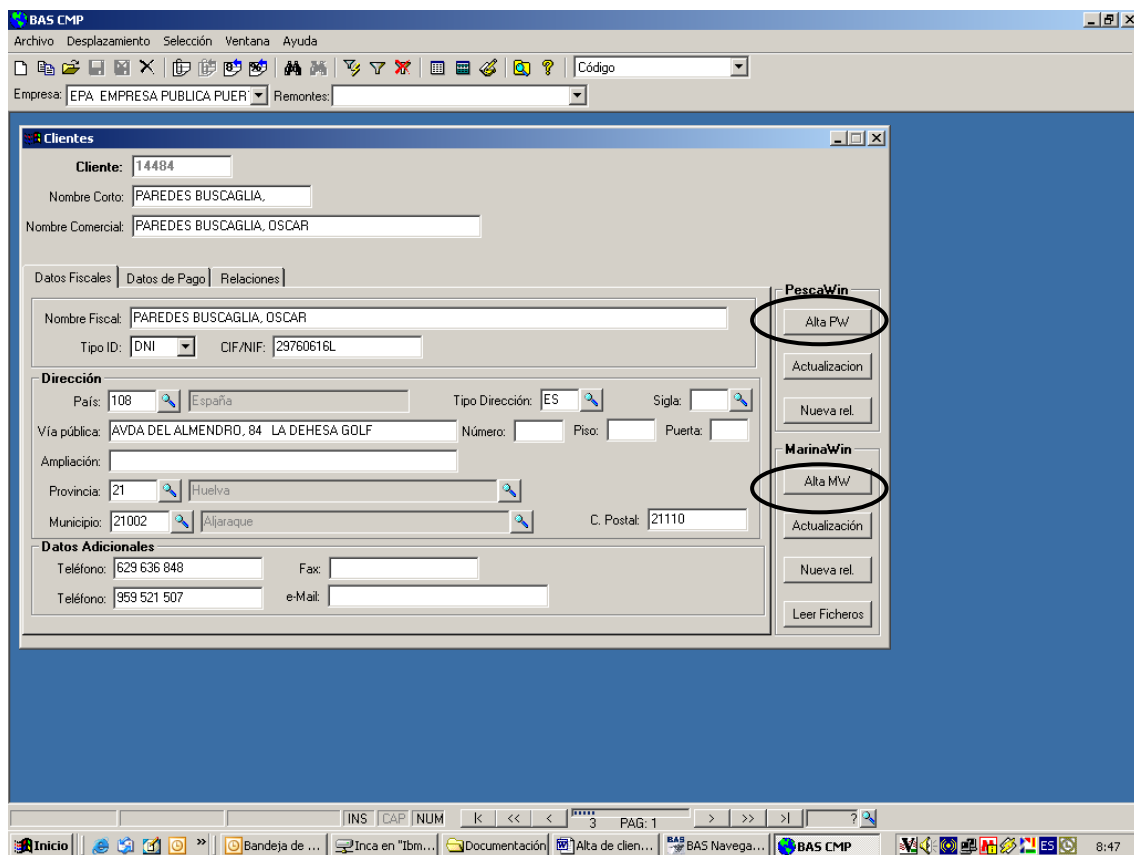 BAS CMP
Archivo Desplazamiento Selección Ventana Ayuda
Código
Empresa: EPA EMPRESA PUBLICA PUER Remontes:
Clientes
Cliente: 14484
Nombre Corto: PAREDES BUSCAGLIA,
Nombre Comercial: PAREDES BUSCAGLIA, OSCAR
Datos Fiscales Datos de Pago Relaciones
PescaWin
Nombre Fiscal: PAREDES BUSCAGLIA, OSCAR
Alta PW
Tipo ID: DNI CIF/NIF: 29760616L
Actualizacion
Dirección
País: 108 España Tipo Dirección: ES Sigla:
Nueva rel.
Vía pública: AVDA DEL ALMENDRO, 84 LA DEHESA GOLF Número: Piso: Puerta:
MarinaWin
Ampliación:
Alta MW
Provincia: 21 Huelva
Municipio: 21002 Aljaraque C. Postal: 21110
Actualización
Datos Adicionales
Teléfono: 629 636 848 Fax:
Nueva rel.
Teléfono: 959 521 507 e-Mail:
Leer Ficheros
INS CAP NUM K << < 3 PAG: 1 > >> >| ?
Inicio » Bandeja de ... Inca en "Ibm... Documentación Alta de clien... BAS Navega... BAS CMP ES 8:47